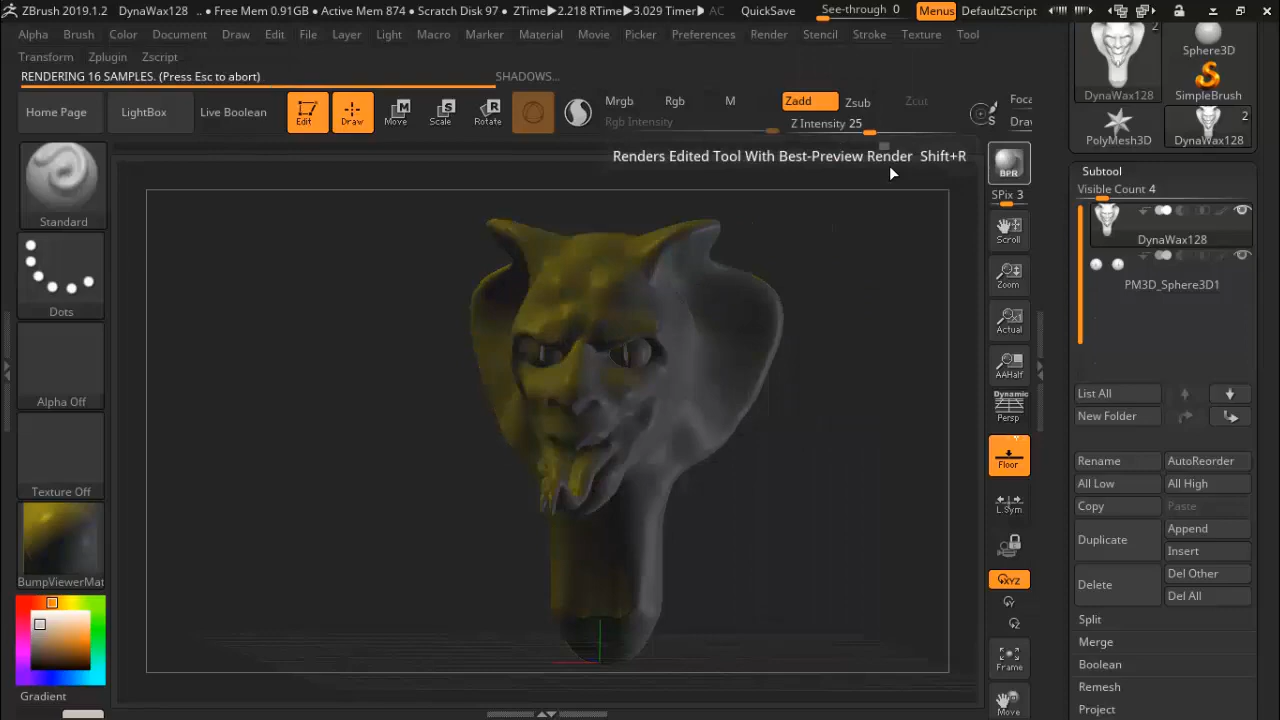 ZBrush 2019.1.2 DynaWax128 .. • Free Mem 0.91GB • Active Mem 874 • Scratch Disk 97 • ZTime▶2.218 RTime▶3.029 Timer▶ AC QuickSave See-through 0 Menus DefaultZScript
Alpha Brush Color Document Draw Edit File Layer Light Macro Marker Material Movie Picker Preferences Render Stencil Stroke Texture Tool
Transform Zplugin Zscript
RENDERING 16 SAMPLES. (Press Esc to abort) SHADOWS...
Home Page LightBox Live Boolean Edit Draw Move Scale Rotate
Mrgb Rgb M Zadd Zsub Zcut Foca
Rgb Intensity Z Intensity 25 Draw
Renders Edited Tool With Best-Preview Render Shift+R
Standard
Dots
Alpha Off
Texture Off
BumpViewerMat
Gradient
BPR
SPix 3
Scroll
Zoom
Actual
AAHalf
Dynamic
Persp
Floor
L.Sym
XYZ
Y
Z
Frame
Move
2
Sphere3D
DynaWax128
SimpleBrush
2
PolyMesh3D
DynaWax128
Subtool
Visible Count 4
DynaWax128
PM3D_Sphere3D1
List All
New Folder
Rename AutoReorder
All Low All High
Copy Paste
Duplicate Append
Insert
Delete Del Other
Del All
Split
Merge
Boolean
Remesh
Project